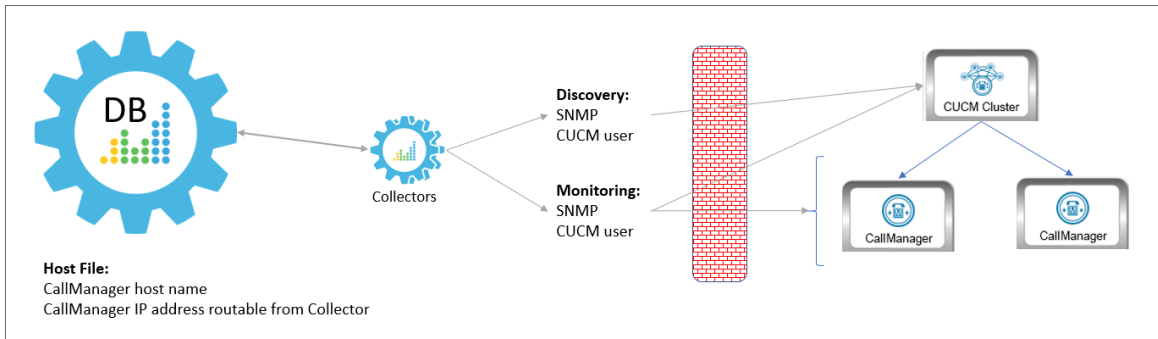 DB
Collectors
Discovery:
SNMP
CUCM user
Monitoring:
SNMP
CUCM user
CUCM Cluster
CallManager
CallManager
Host File:
CallManager host name
CallManager IP address routable from Collector